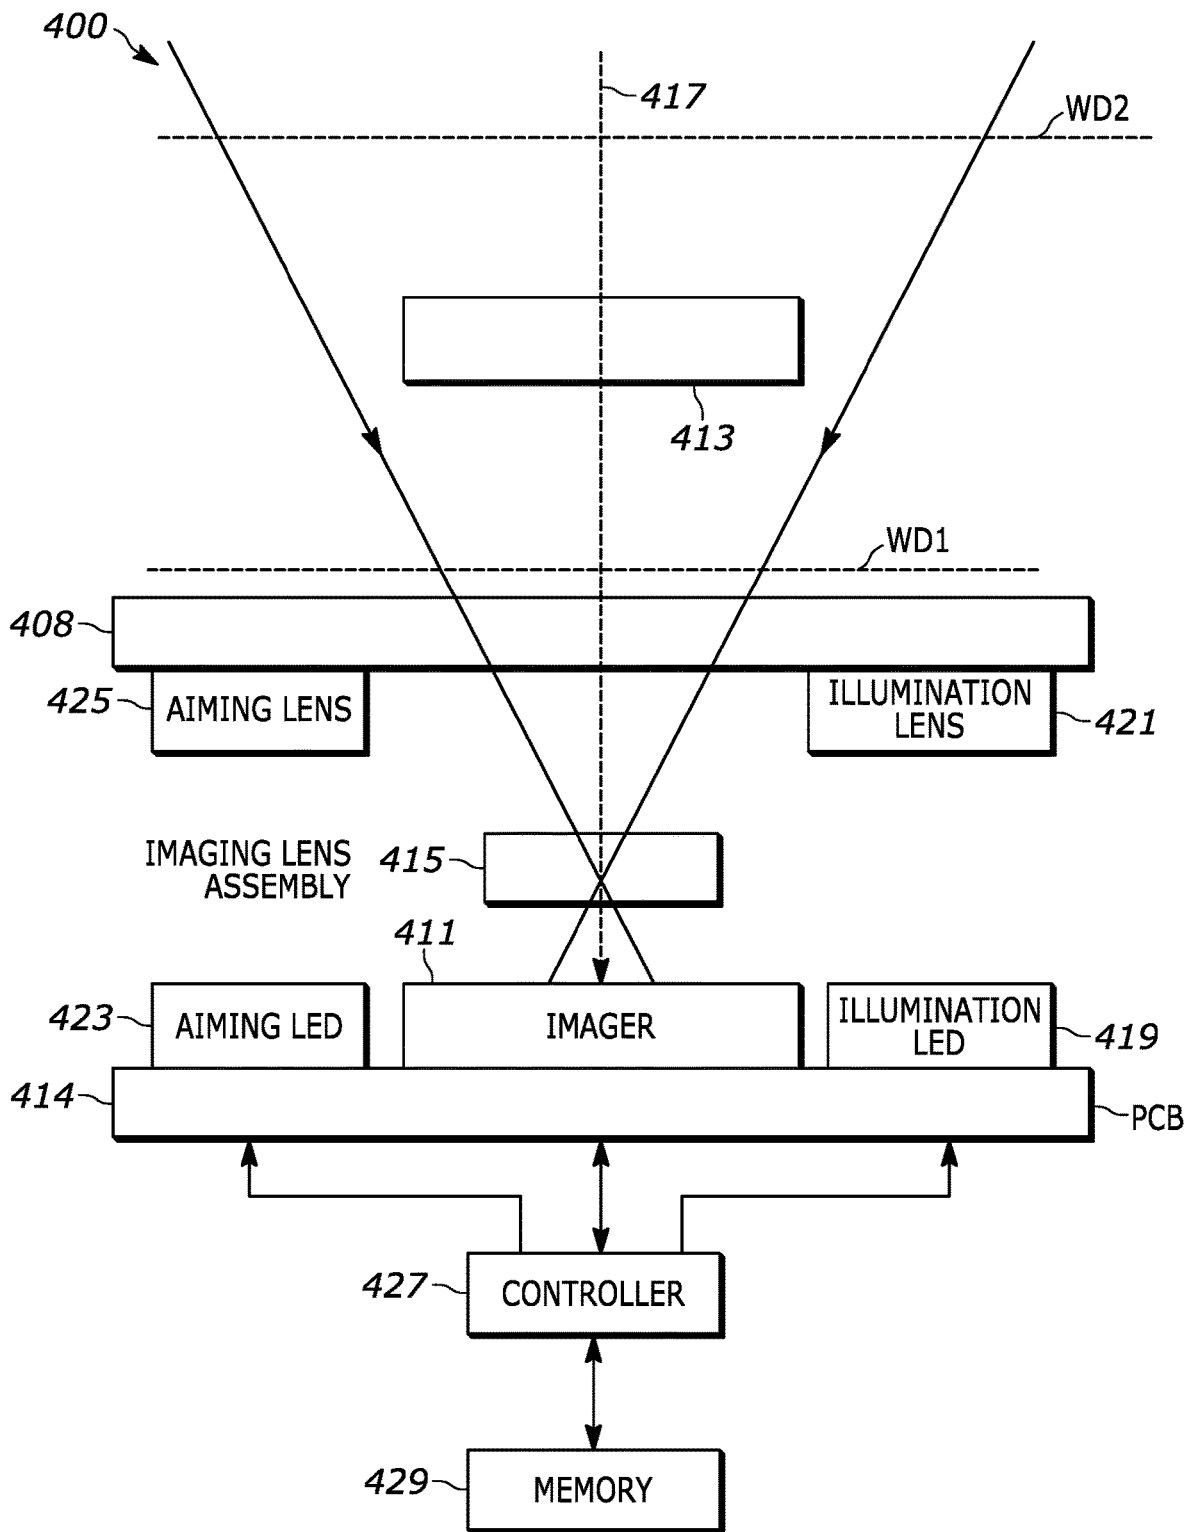 400
417
WD2
413
WD1
408
425
AIMING LENS
ILLUMINATION
LENS
421
IMAGING LENS
ASSEMBLY
415
411
423
AIMING LED
IMAGER
ILLUMINATION
LED
419
414
PCB
427
CONTROLLER
429
MEMORY